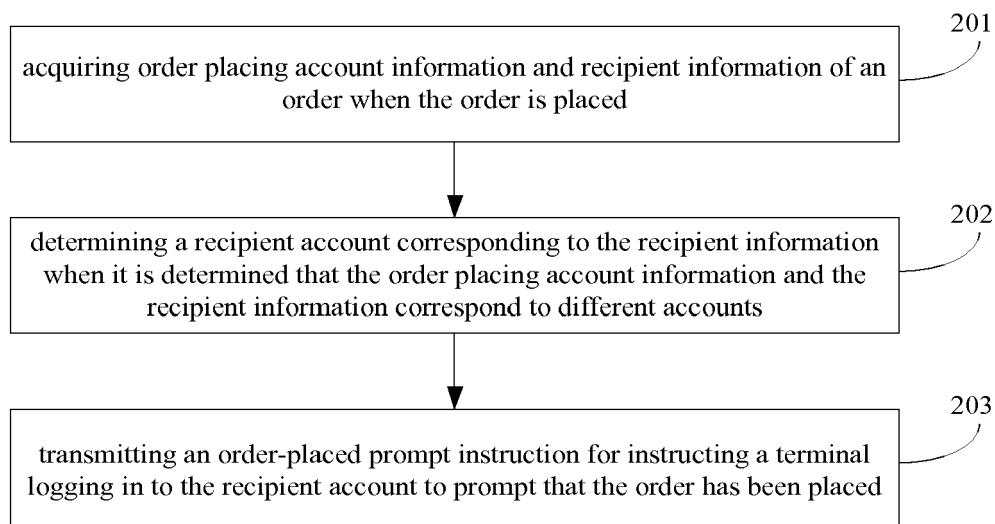 201
acquiring order placing account information and recipient information of an
order when the order is placed
202
determining a recipient account corresponding to the recipient information
when it is determined that the order placing account information and the
recipient information correspond to different accounts
203
transmitting an order-placed prompt instruction for instructing a terminal
logging in to the recipient account to prompt that the order has been placed